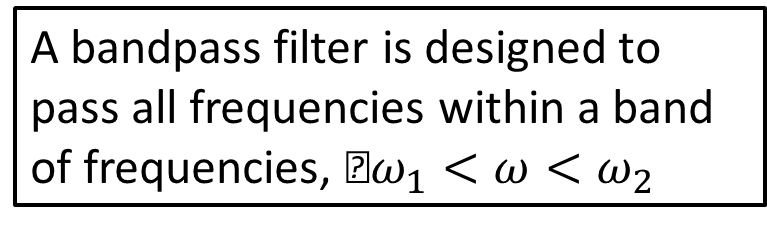 A bandpass filter is designed to
pass all frequencies within a band
of frequencies, ⍰𝜔₁ < 𝜔 < 𝜔₂